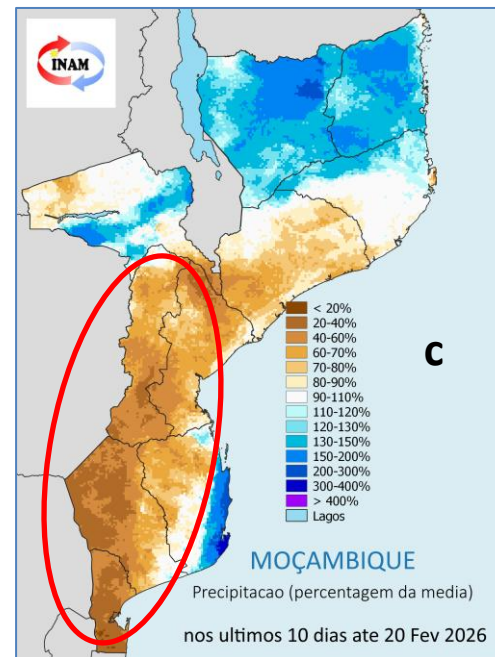 INAM
< 20%
20-40%
40-60%
60-70%
70-80%
80-90%
90-110%
110-120%
120-130%
130-150%
150-200%
200-300%
300-400%
> 400%
Lagos
C
MOÇAMBIQUE
Precipitacao (percentagem da media)
nos ultimos 10 dias ate 20 Fev 2026